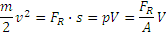 m/2 v² = F_R · s = pV = F_R/A V